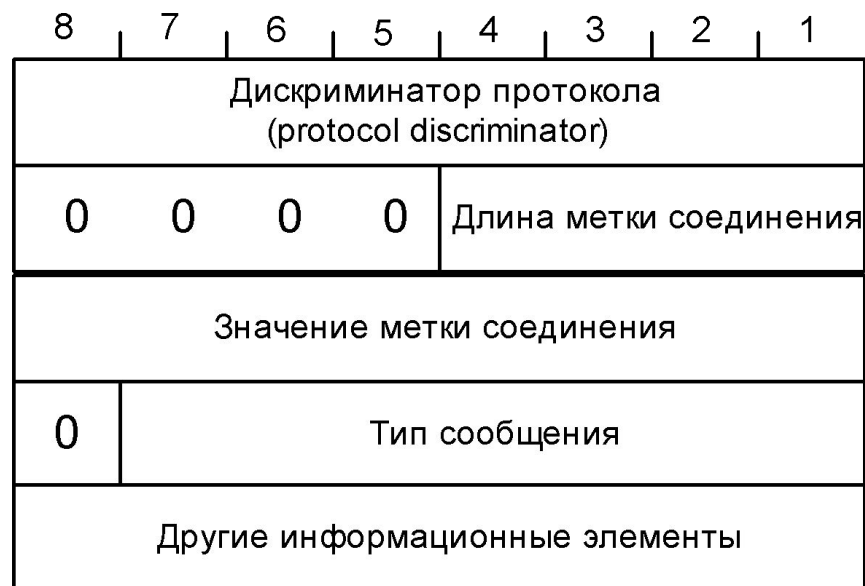 8 7 6 5 4 3 2 1
Дискриминатор протокола
(protocol discriminator)
0 0 0 0 Длина метки соединения
Значение метки соединения
0 Тип сообщения
Другие информационные элементы